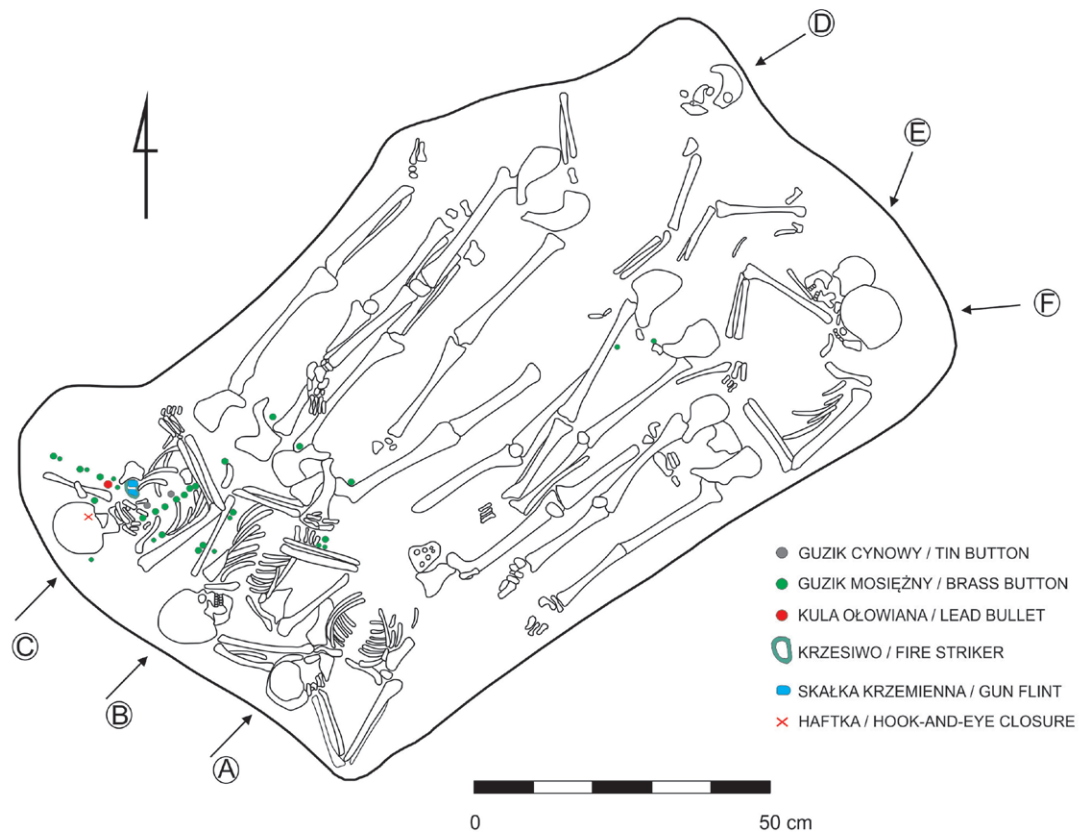 D
E
F
C
B
A
GUZIK CYNOWY / TIN BUTTON
GUZIK MOSIĘŻNY / BRASS BUTTON
KULA OŁOWIANA / LEAD BULLET
KRZESIWO / FIRE STRIKER
SKAŁKA KRZEMIENNA / GUN FLINT
HAFTKA / HOOK-AND-EYE CLOSURE
0 50 cm